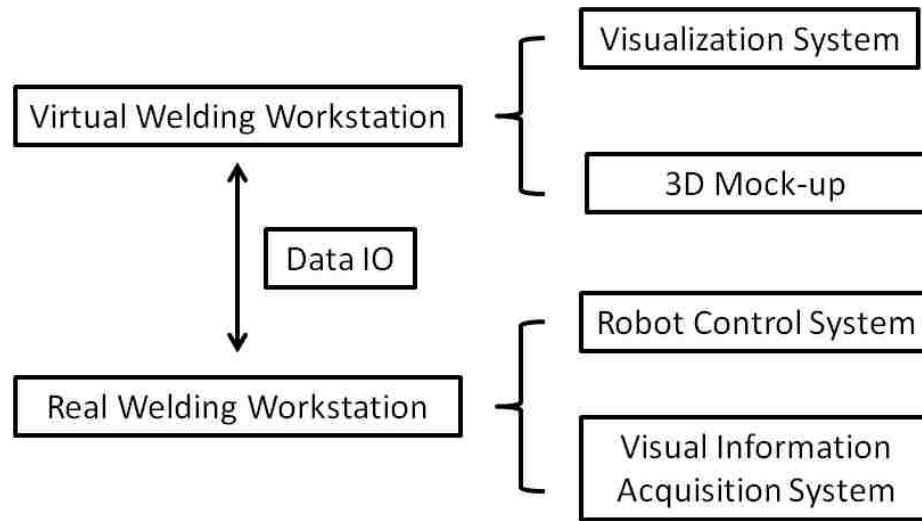 Visualization System
Virtual Welding Workstation
3D Mock-up
Data IO
Robot Control System
Real Welding Workstation
Visual Information
Acquisition System